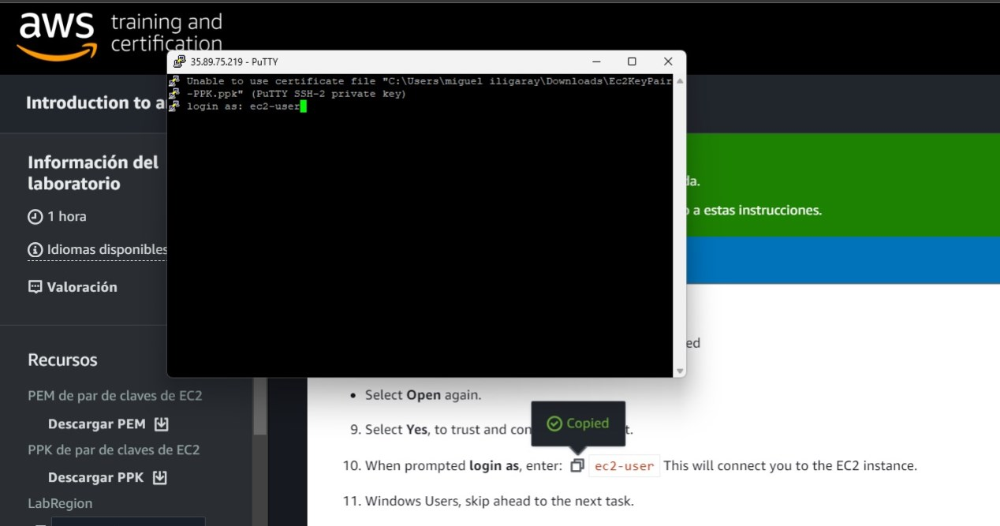 aws training and
certification
35.89.75.219 - PuTTY
Unable to use certificate file "C:\Users\miguel iligaray\Downloads\Ec2KeyPair
-PPK.ppk" (PuTTY SSH-2 private key)
login as: ec2-user
Introduction to
Información del
laboratorio
1 hora
Idiomas disponibles
Valoración
Recursos
PEM de par de claves de EC2
Descargar PEM
PPK de par de claves de EC2
Descargar PPK
LabRegion
da.
a estas instrucciones.
ed
• Select Open again.
Copied
9. Select Yes, to trust and con t.
10. When prompted login as, enter: ec2-user This will connect you to the EC2 instance.
11. Windows Users, skip ahead to the next task.